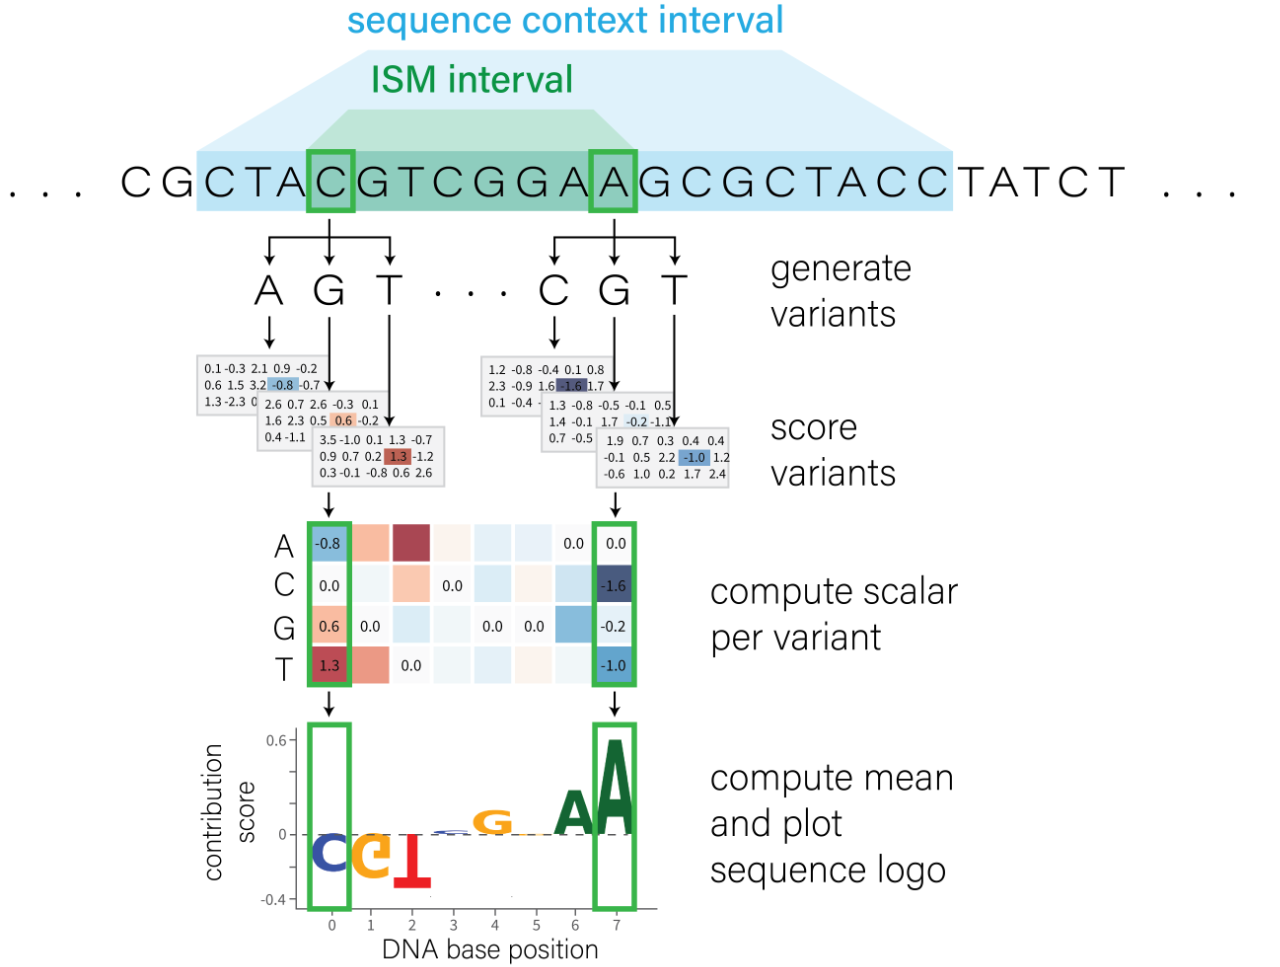 sequence context interval
ISM interval
. . . CGCTACGTCGGAAGCGCTACCTATCT . . .
A G T . . . C G T
generate
variants
0.1 -0.3 2.1 0.9 -0.2
0.6 1.5 3.2 -0.8 -0.7
1.3 -2.3
2.6 0.7 2.6 -0.3 0.1
1.6 2.3 0.5 0.6 -0.2
0.4 -1.1
3.5 -1.0 0.1 1.3 -0.7
0.9 0.7 0.2 1.3 -1.2
0.3 -0.1 -0.8 0.6 2.6
1.2 -0.8 -0.4 0.1 0.8
2.3 -0.9 1.6 -1.6 1.7
0.1 -0.4
1.3 -0.8 -0.5 -0.1 0.5
1.4 -0.1 1.7 -0.2 -1.1
0.7 -0.5
1.9 0.7 0.3 0.4 0.4
-0.1 0.5 2.2 -1.0 1.2
-0.6 1.0 0.2 1.7 2.4
score
variants
A -0.8 0.0 0.0
C 0.0 0.0 -1.6
G 0.6 0.0 0.0 0.0 -0.2
T 1.3 0.0 -1.0
compute scalar
per variant
contribution
score
0.6
0
-0.4
C G T G A A
0 1 2 3 4 5 6 7
DNA base position
compute mean
and plot
sequence logo